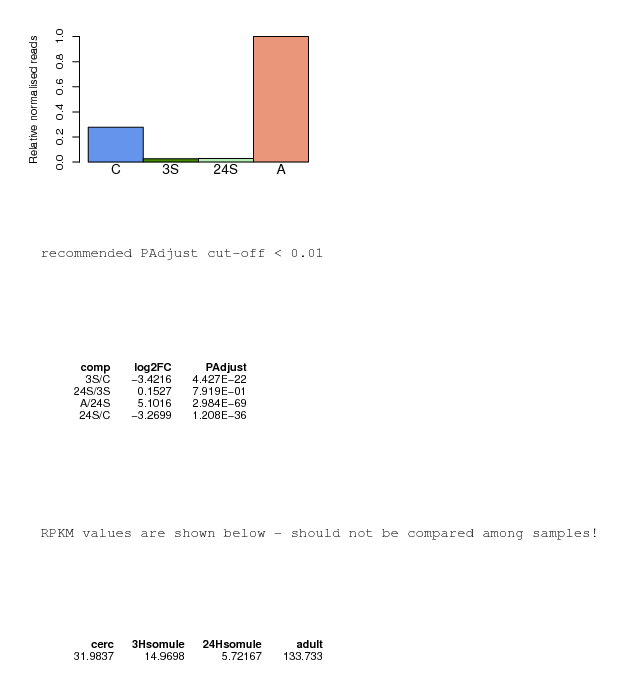 Relative normalised reads
1.0
0.8
0.6
0.4
0.2
0.0
C 3S 24S A
recommended PAdjust cut-off < 0.01
comp log2FC PAdjust
3S/C −3.4216 4.427E−22
24S/3S 0.1527 7.919E−01
A/24S 5.1016 2.984E−69
24S/C −3.2699 1.208E−36
RPKM values are shown below - should not be compared among samples!
cerc 3Hsomule 24Hsomule adult
31.9837 14.9698 5.72167 133.733